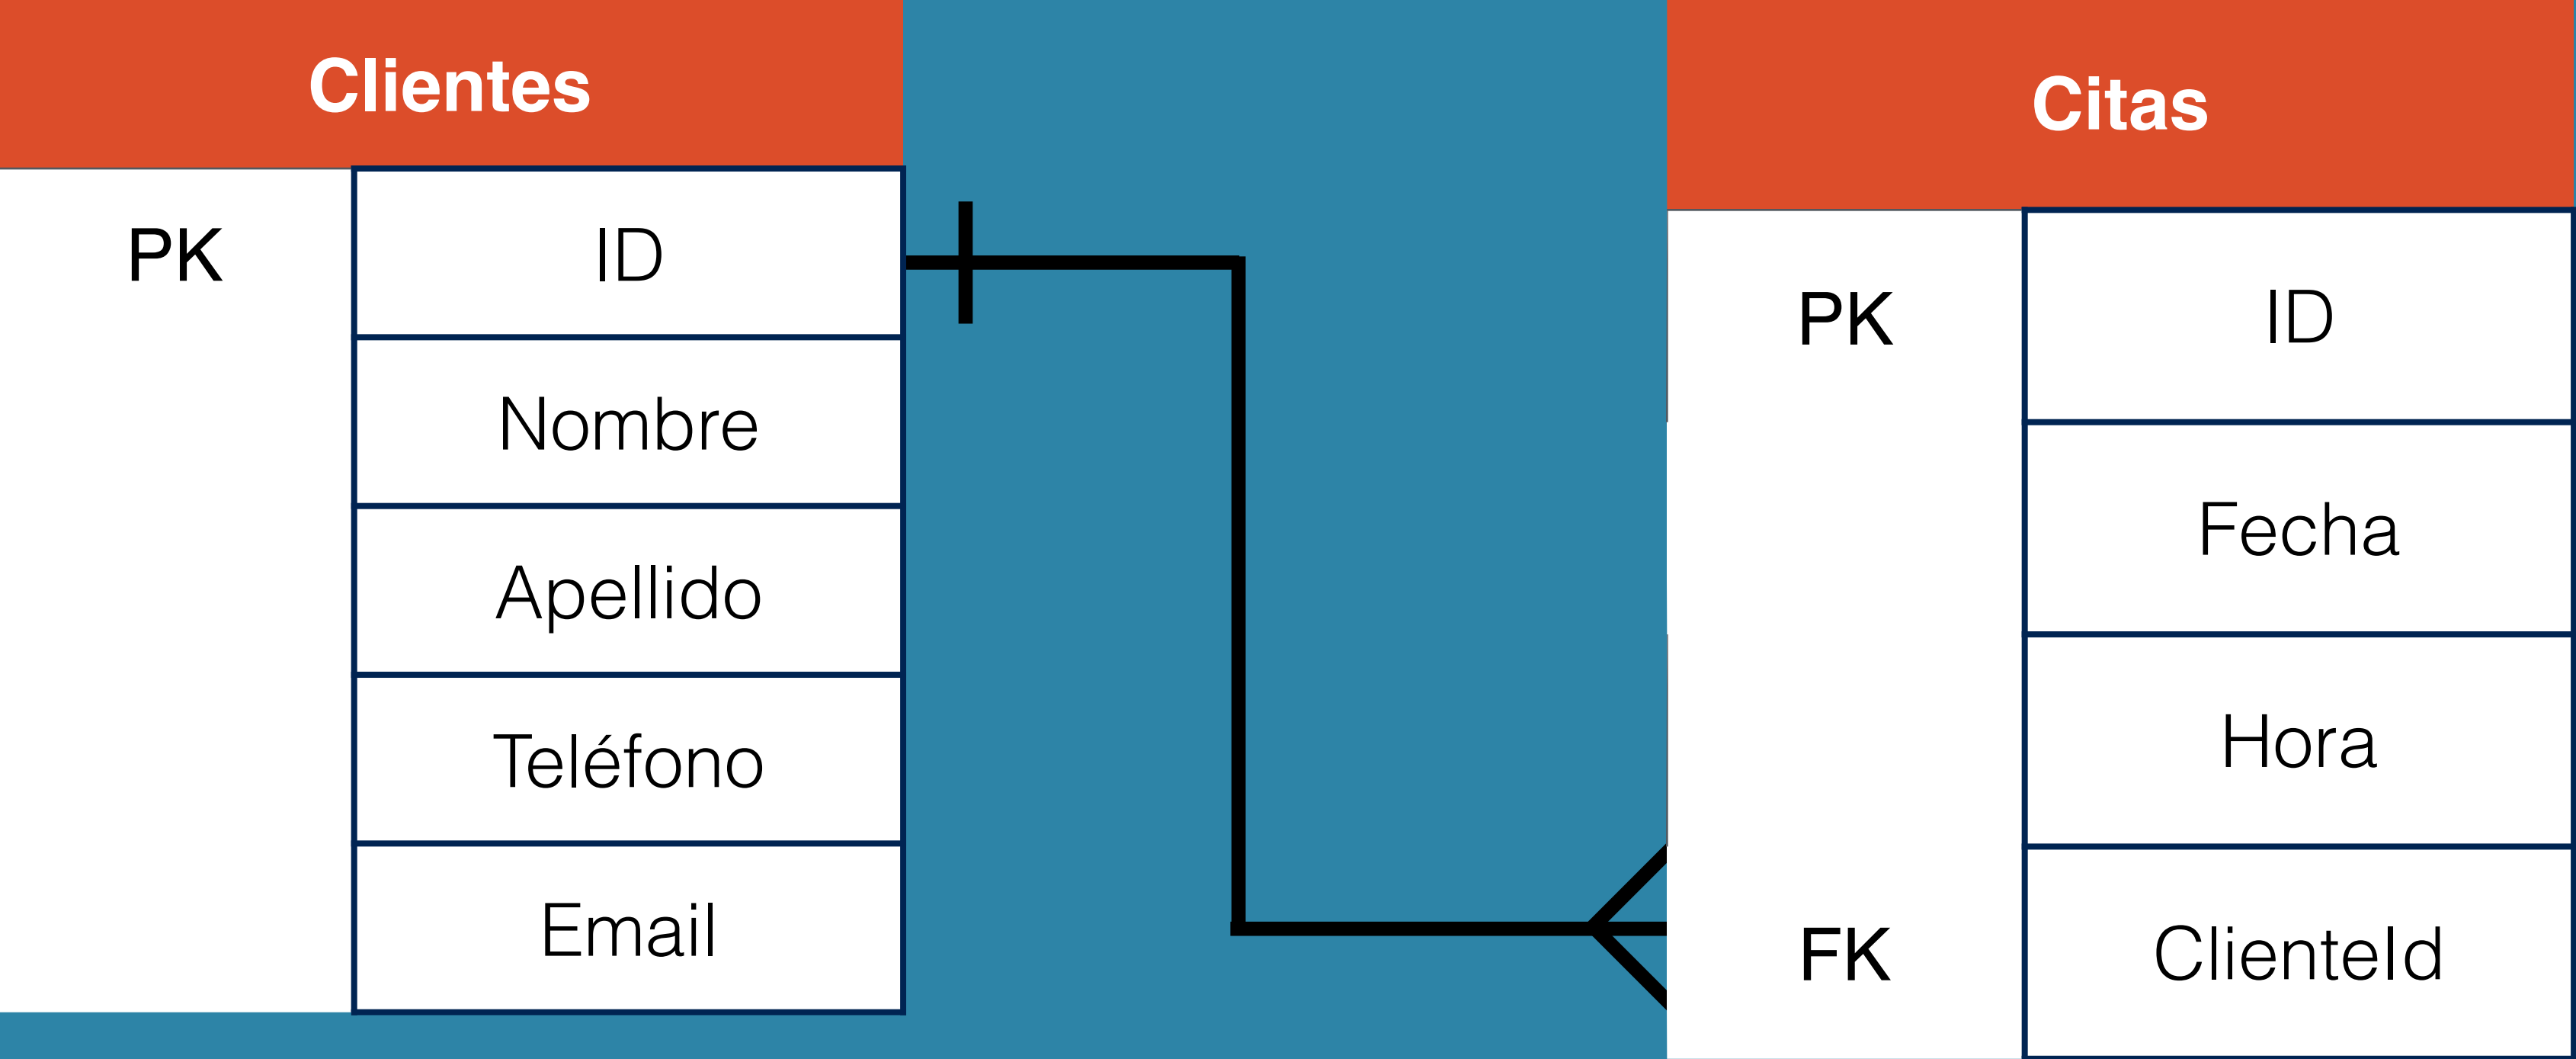 Clientes
PK
ID
Nombre
Apellido
Teléfono
Email
Citas
PK
ID
Fecha
Hora
FK
ClienteId